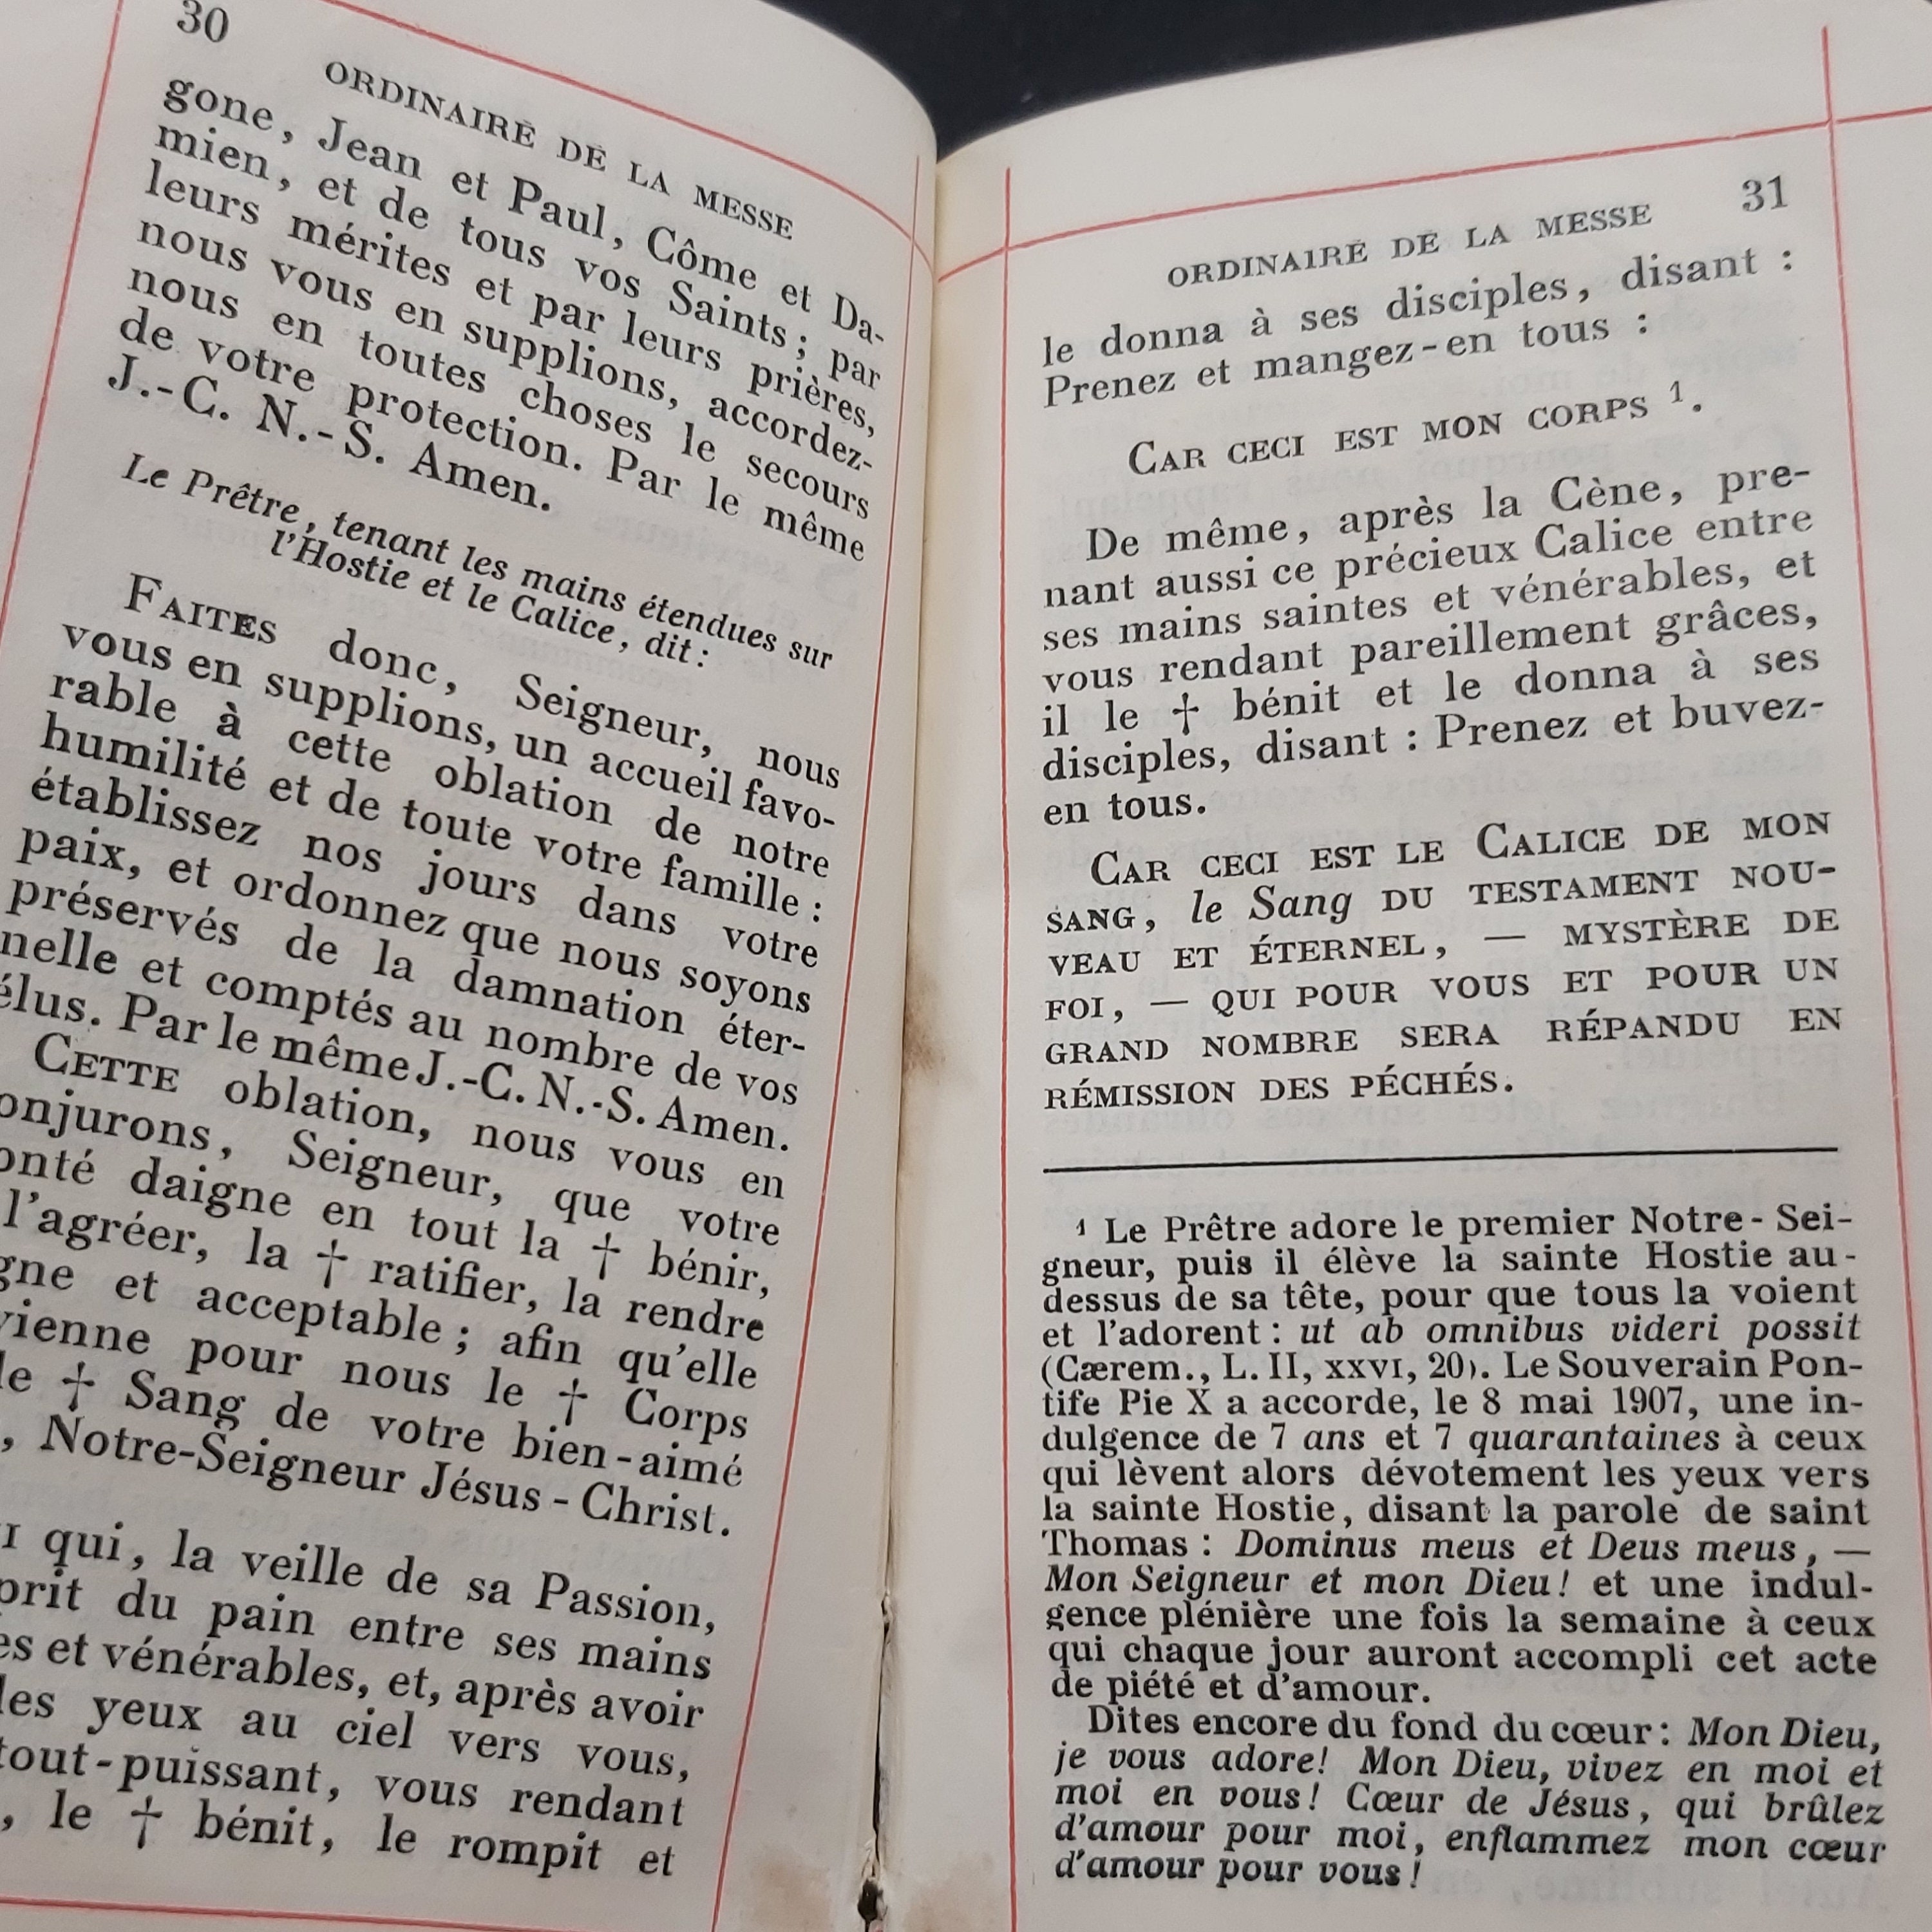 30
ORDINAIRE DE LA MESSE
gone, Jean et Paul, Côme et Da-
mien, et de tous vos Saints; par
leurs mérites et par leurs prières,
nous vous en supplions, accordez-
nous en toutes choses le secours
de votre protection. Par le même
J.-C. N.-S. Amen.
Le Prêtre, tenant les mains étendues sur
l'Hostie et le Calice, dit:
FAITES donc, Seigneur, nous
vous en supplions, un accueil favo-
rable à cette oblation de notre
humilité et de toute votre famille :
établissez nos jours dans votre
paix, et ordonnez que nous soyons
préservés de la damnation éter-
nelle et comptés au nombre de vos
élus. Par le même J.-C. N.-S. Amen.
CETTE oblation, nous vous en
onjurons, Seigneur, que votre
onté daigne en tout la † bénir,
l'agréer, la † ratifier, la rendre
gne et acceptable; afin qu'elle
vienne pour nous le † Corps
le † Sang de votre bien-aimé
, Notre-Seigneur Jésus-Christ.
I qui, la veille de sa Passion,
prit du pain entre ses mains
es et vénérables, et, après avoir
les yeux au ciel vers vous,
tout-puissant, vous rendant
, le † bénit, le rompit et
ORDINAIRE DE LA MESSE 31
le donna à ses disciples, disant :
Prenez et mangez-en tous :
CAR CECI EST MON CORPS 1.
De même, après la Cène, pre-
nant aussi ce précieux Calice entre
ses mains saintes et vénérables, et
vous rendant pareillement grâces,
il le † bénit et le donna à ses
disciples, disant : Prenez et buvez-
en tous.
CAR CECI EST LE CALICE DE MON
SANG, le Sang DU TESTAMENT NOU-
VEAU ET ÉTERNEL, — MYSTÈRE DE
FOI, — QUI POUR VOUS ET POUR UN
GRAND NOMBRE SERA RÉPANDU EN
RÉMISSION DES PÉCHÉS.
1 Le Prêtre adore le premier Notre-Sei-
gneur, puis il élève la sainte Hostie au-
dessus de sa tête, pour que tous la voient
et l'adorent : ut ab omnibus videri possit
(Cærem., L. II, XXVI, 20). Le Souverain Pon-
tife Pie X a accorde, le 8 mai 1907, une in-
dulgence de 7 ans et 7 quarantaines à ceux
qui lèvent alors dévotement les yeux vers
la sainte Hostie, disant la parole de saint
Thomas : Dominus meus et Deus meus, —
Mon Seigneur et mon Dieu! et une indul-
gence plénière une fois la semaine à ceux
qui chaque jour auront accompli cet acte
de piété et d'amour.
Dites encore du fond du cœur : Mon Dieu,
je vous adore! Mon Dieu, vivez en moi et
moi en vous! Cœur de Jésus, qui brûlez
d'amour pour moi, enflammez mon cœur
d'amour pour vous!